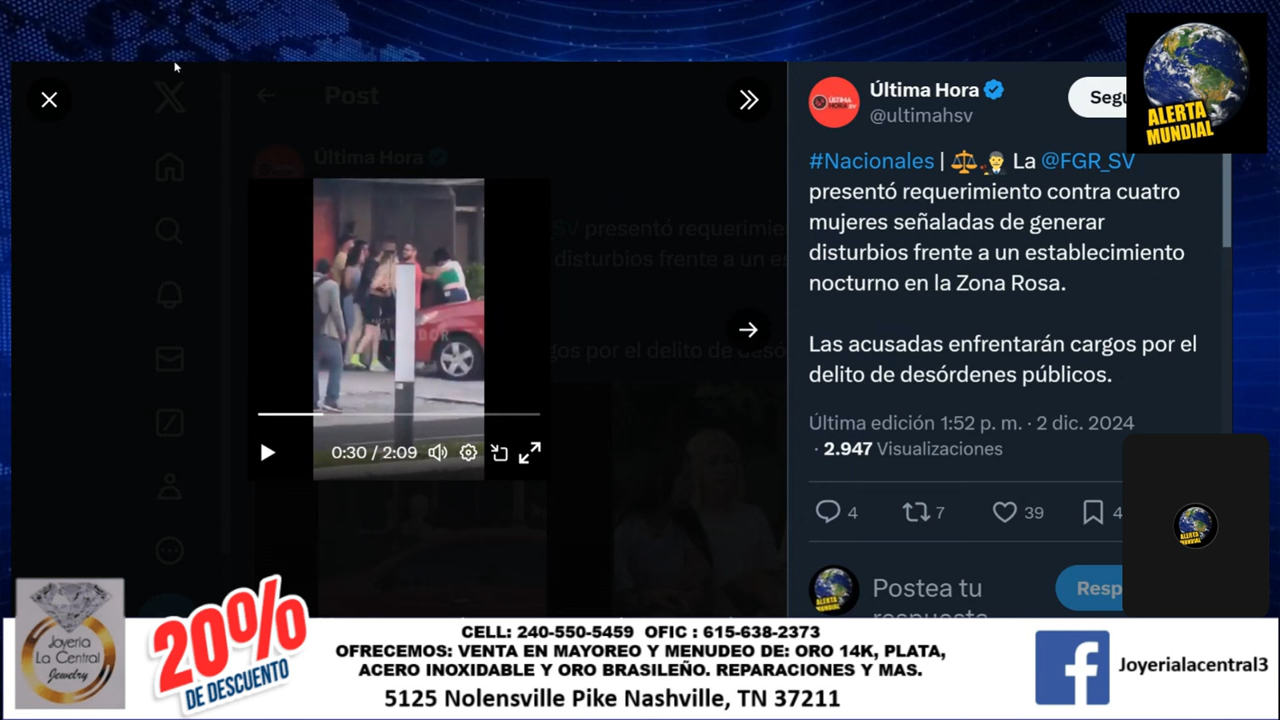 Post
Última Hora
0:30 / 2:09
Última Hora
@ultimahsv
Segu
ALERTA
MUNDIAL
#Nacionales | La @FGR_SV
presentó requerimiento contra cuatro
mujeres señaladas de generar
disturbios frente a un establecimiento
nocturno en la Zona Rosa.
Las acusadas enfrentarán cargos por el
delito de desórdenes públicos.
Última edición 1:52 p. m. · 2 dic. 2024
· 2.947 Visualizaciones
4
7
39
4
Postea tu
respuesta
Resp
ALERTA
MUNDIAL
SV presentó requerimie
disturbios frente a un es
gos por el delito de desó
Joyeria
La Central
Jewelry
20%
DE DESCUENTO
CELL: 240-550-5459 OFIC : 615-638-2373
OFRECEMOS: VENTA EN MAYOREO Y MENUDEO DE: ORO 14K, PLATA,
ACERO INOXIDABLE Y ORO BRASILEÑO. REPARACIONES Y MAS.
5125 Nolensville Pike Nashville, TN 37211
Joyerialacentral3